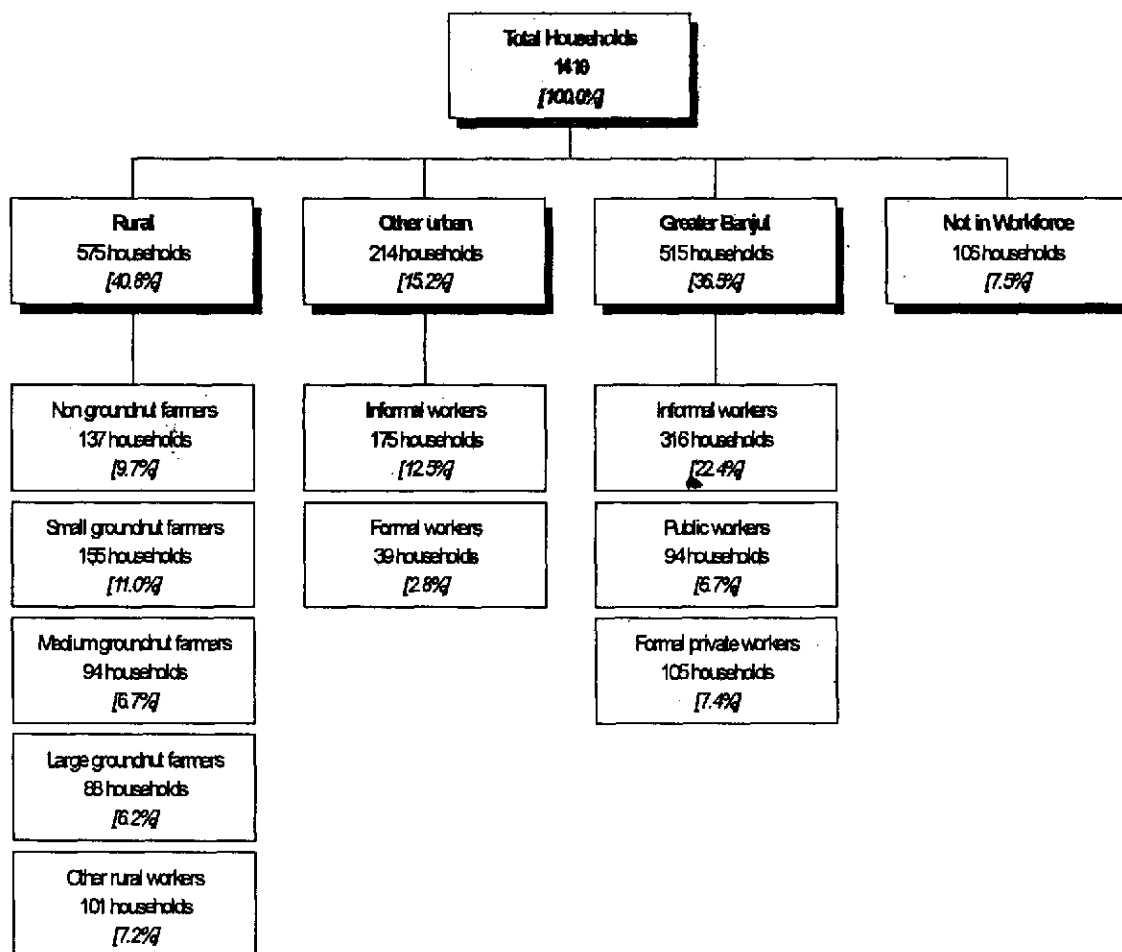 Total Households
1410
[100.0%]
Rural
575 households
[40.8%]
Other urban
214 households
[15.2%]
Greater Banjul
515 households
[36.5%]
Not in Workforce
106 households
[7.5%]
Non groundnut farmers
137 households
[9.7%]
Small groundnut farmers
155 households
[11.0%]
Medium groundnut farmers
94 households
[6.7%]
Large groundnut farmers
88 households
[6.2%]
Other rural workers
101 households
[7.2%]
Informal workers
175 households
[12.5%]
Formal workers
39 households
[2.8%]
Informal workers
316 households
[22.4%]
Public workers
94 households
[6.7%]
Formal private workers
105 households
[7.4%]